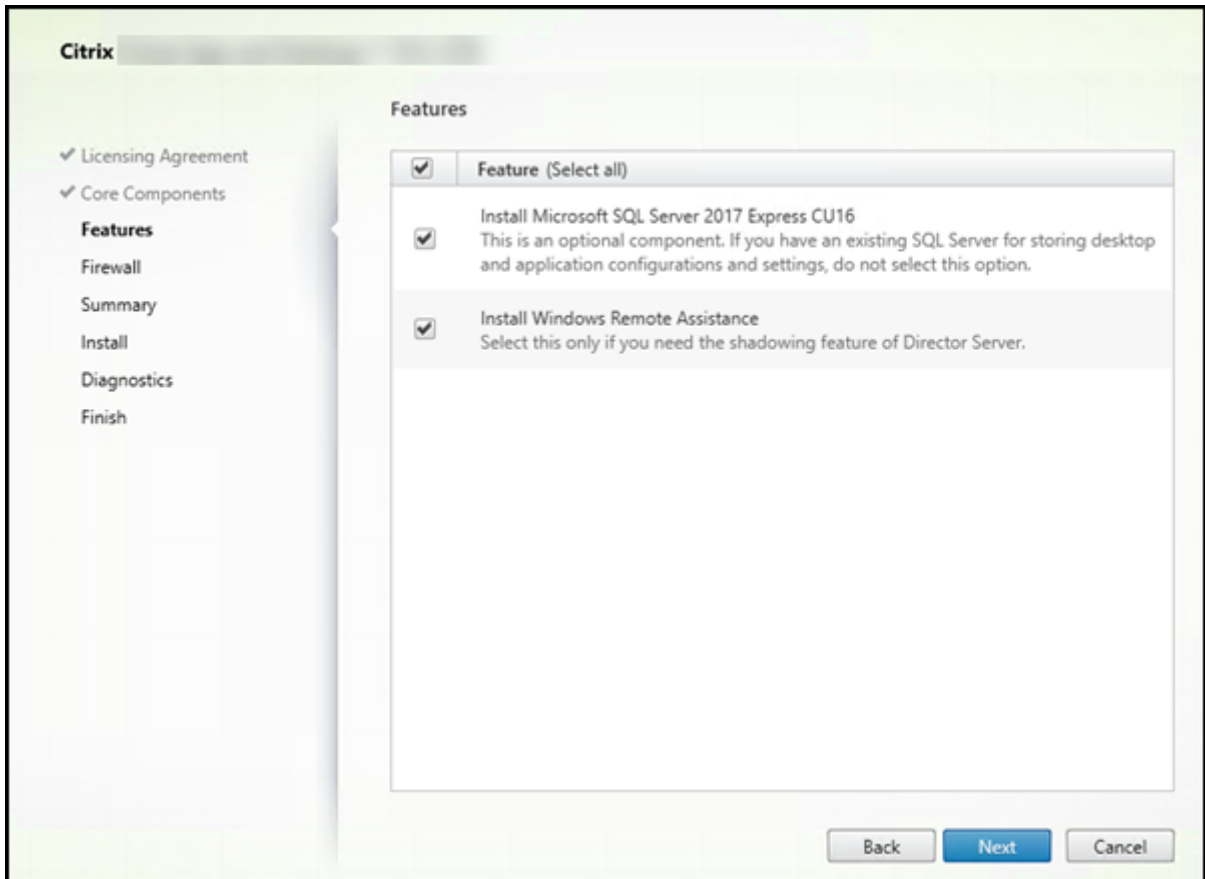 Citrix
Features
Licensing Agreement
Core Components
Features
Firewall
Summary
Install
Diagnostics
Finish
Feature (Select all)
Install Microsoft SQL Server 2017 Express CU16
This is an optional component. If you have an existing SQL Server for storing desktop
and application configurations and settings, do not select this option.
Install Windows Remote Assistance
Select this only if you need the shadowing feature of Director Server.
Back
Next
Cancel